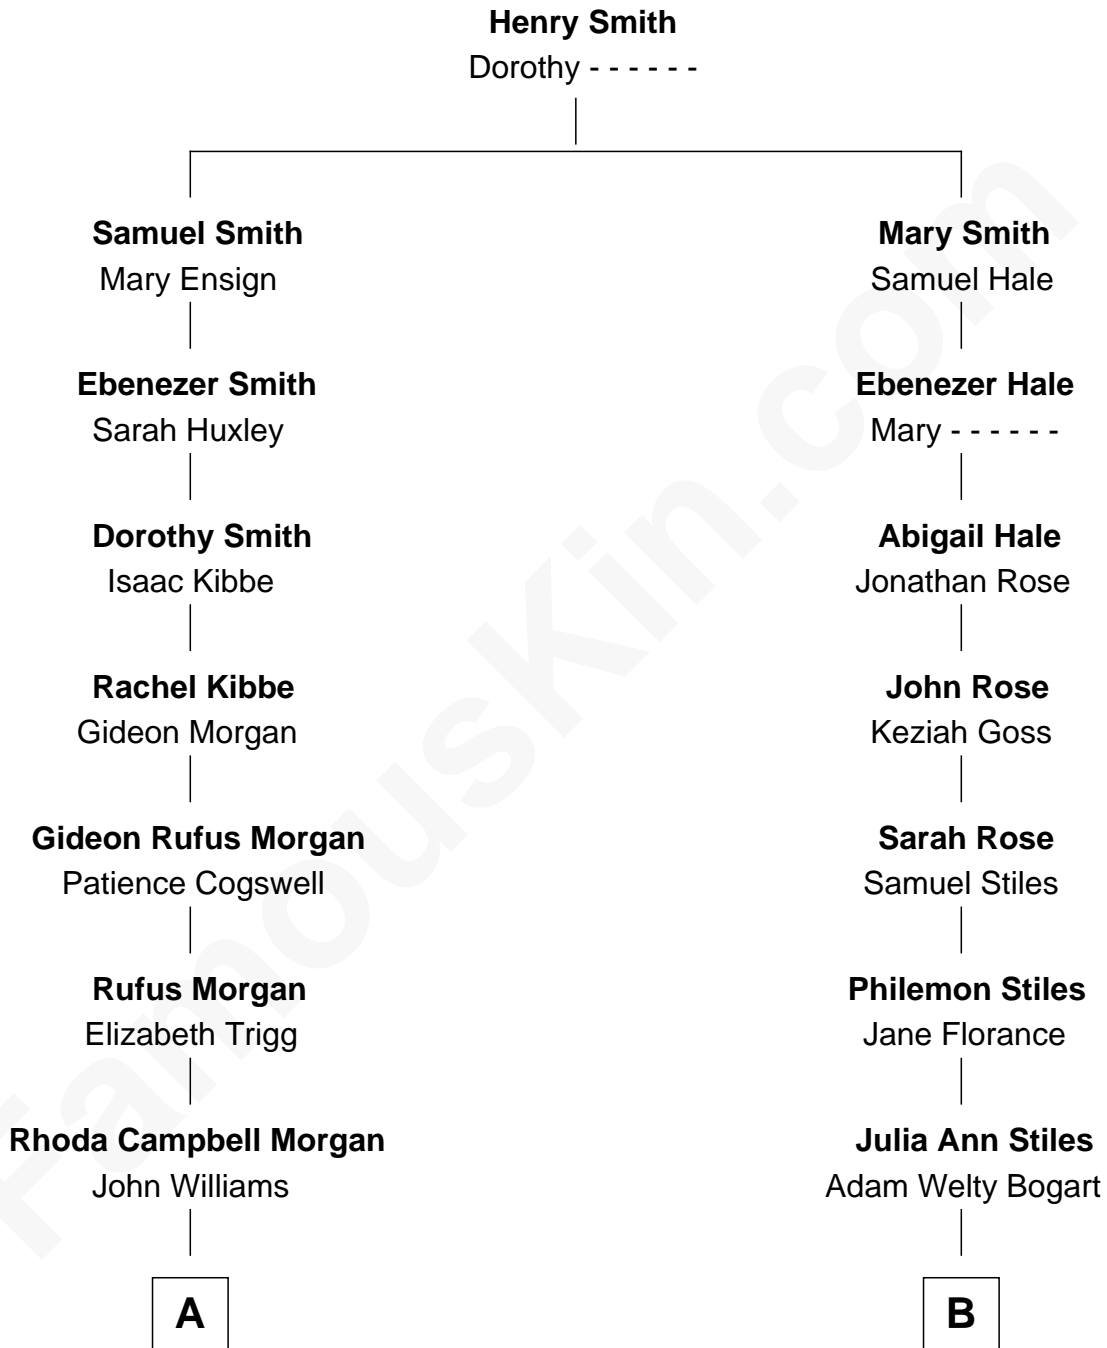 Henry Smith
Dorothy - - - - - -
Samuel Smith
Mary Ensign
Mary Smith
Samuel Hale
Ebenezer Smith
Sarah Huxley
Ebenezer Hale
Mary - - - - - -
Dorothy Smith
Isaac Kibbe
Abigail Hale
Jonathan Rose
Rachel Kibbe
Gideon Morgan
John Rose
Keziah Goss
Gideon Rufus Morgan
Patience Cogswell
Sarah Rose
Samuel Stiles
Rufus Morgan
Elizabeth Trigg
Philemon Stiles
Jane Florance
Rhoda Campbell Morgan
John Williams
Julia Ann Stiles
Adam Welty Bogart
A
B
FamousKin.com